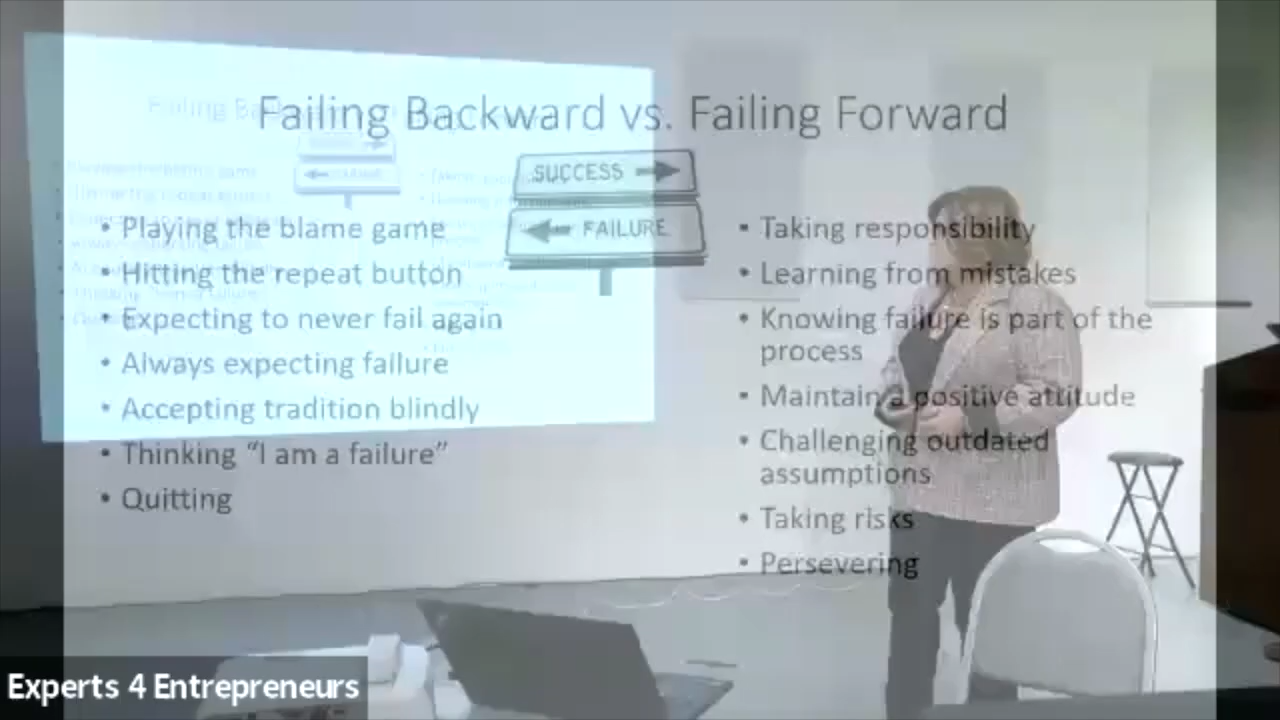 Failing Backward vs. Failing Forward
SUCCESS
FAILURE
• Playing the blame game
• Hitting the repeat button
• Expecting to never fail again
• Always expecting failure
• Accepting tradition blindly
• Thinking “I am a failure”
• Quitting
▪ Taking responsibility
• Learning from mistakes
• Knowing failure is part of the
process
• Maintain a positive attitude
• Challenging outdated
assumptions
• Taking risks
• Persevering
Experts 4 Entrepreneurs